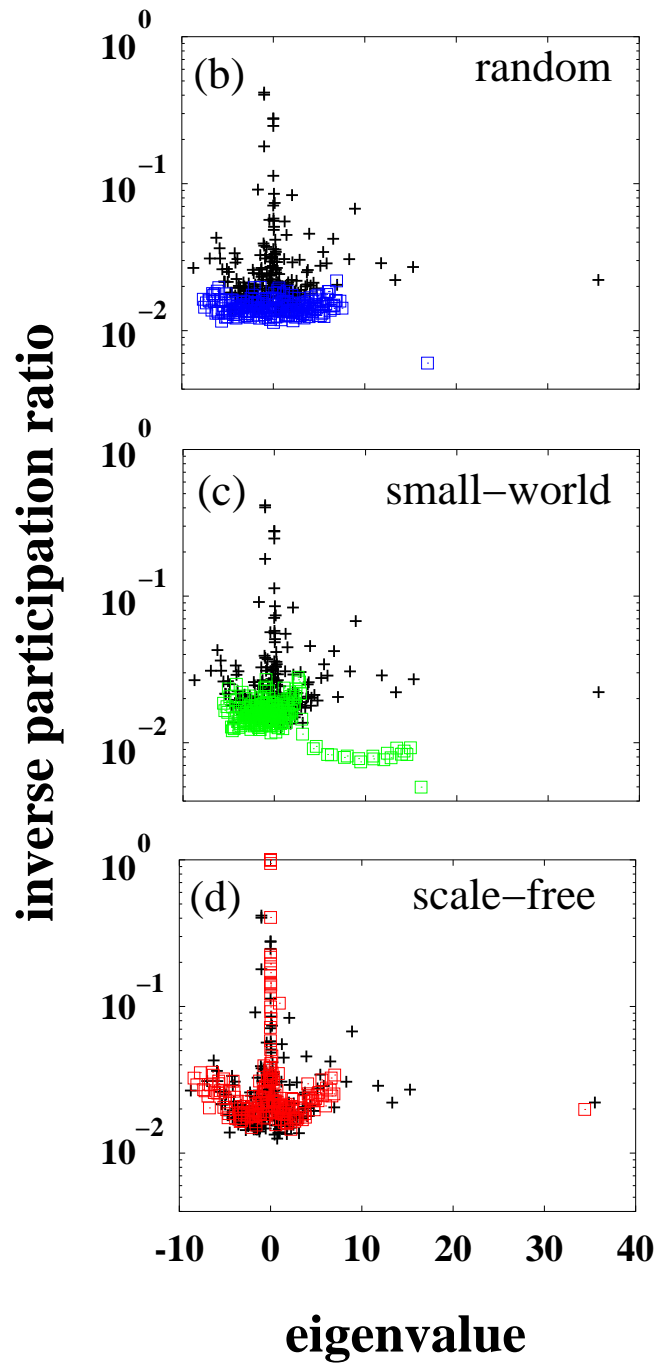 10^0
(b)
random
10^-1
10^-2
10^0
(c)
small-world
10^-1
10^-2
10^0
(d)
scale-free
10^-1
10^-2
-10 0 10 20 30 40
inverse participation ratio
eigenvalue